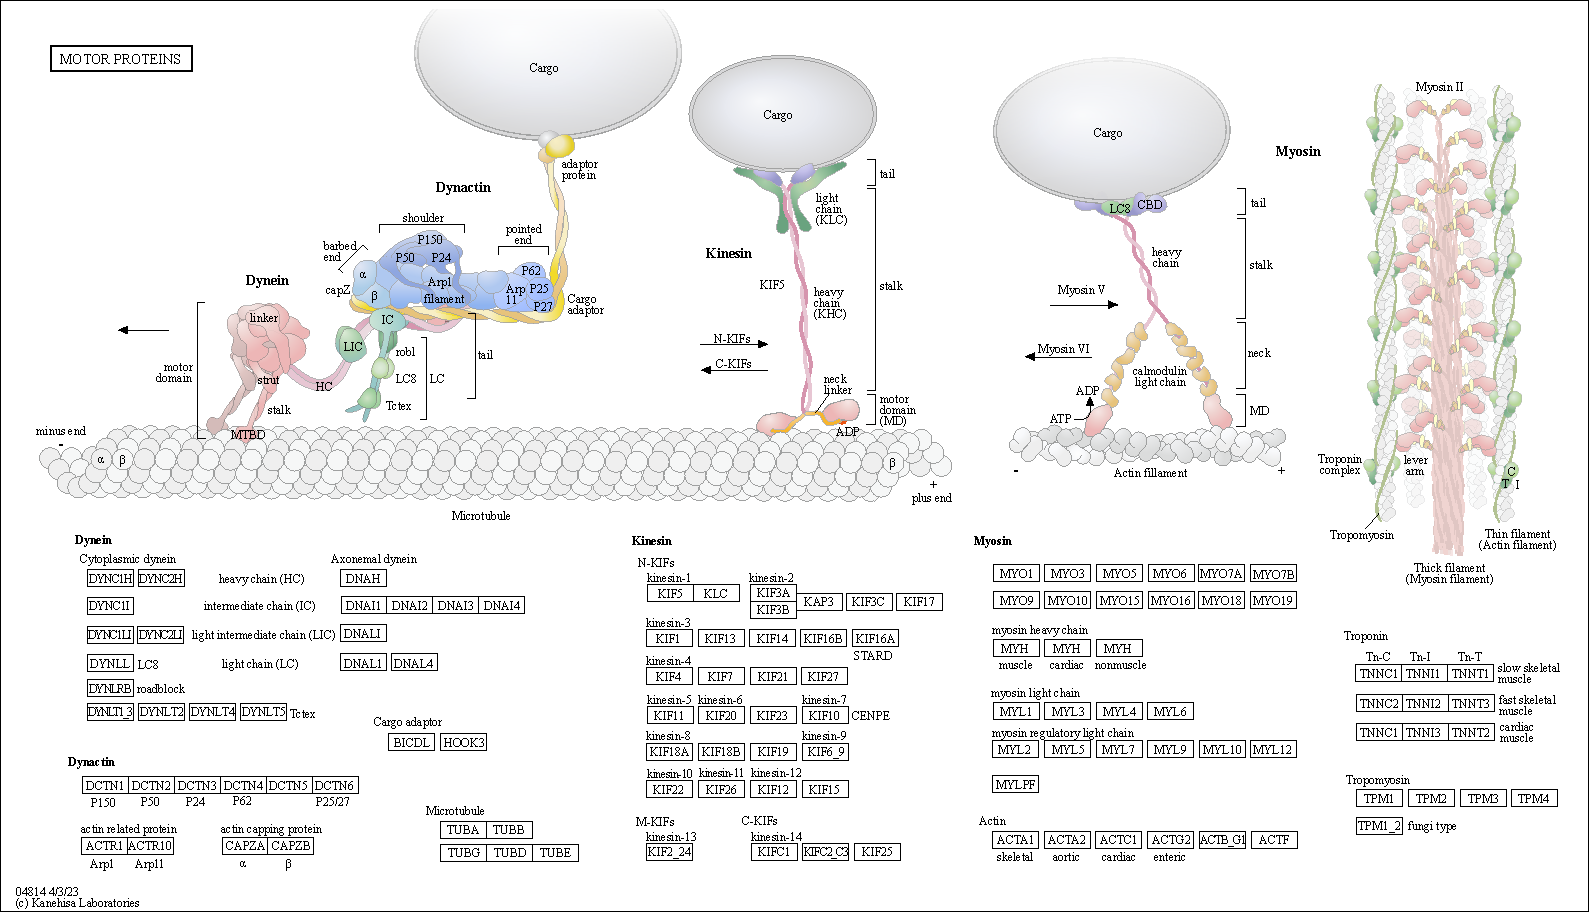 MOTOR PROTEINS
Cargo
adaptor
protein
Dynactin
shoulder
barbed
end
P150
P50
P24
pointed
end
α
capZ
β
Arp1
filament
Arp
11
P62
P25
P27
Cargo
adaptor
Dynein
linker
strut
stalk
motor
domain
MTBD
HC
LIC
IC
robl
LC8
LC
Tctex
tail
minus end
-
α
β
Microtubule
β
+
plus end
Cargo
tail
light
chain
(KLC)
Kinesin
KIF5
heavy
chain
(KHC)
stalk
N-KIFs
C-KIFs
neck
linker
motor
domain
(MD)
ADP
Cargo
LC8
CBD
Myosin
tail
heavy
chain
stalk
Myosin V
Myosin VI
neck
calmodulin
light chain
ADP
ATP
MD
-
Actin fillament
+
Myosin II
Troponin
complex
lever
arm
C
T I
Tropomyosin
Thin fillament
(Actin fillament)
Thick fillament
(Myosin fillament)
Dynein
Cytoplasmic dynein
Axonemal dynein
DYNC1H DYNC2H heavy chain (HC) DNAH
DYNC1I intermediate chain (IC) DNAI1 DNAI2 DNAI3 DNAI4
DYNC1LI DYNC2LI light intermediate chain (LIC) DNALI
DYNLL LC8 light chain (LC) DNAL1 DNAL4
DYNLRB roadblock
DYNLT1_3 DYNLT2 DYNLT4 DYNLT5 Tctex
Cargo adaptor
BICDL HOOK3
Dynactin
DCTN1 DCTN2 DCTN3 DCTN4 DCTN5 DCTN6
P150 P50 P24 P62 P25/27
actin related protein
ACTR1 ACTR10
Arp1 Arp11
actin capping protein
CAPZA CAPZB
α β
Microtubule
TUBA TUBB
TUBG TUBD TUBE
Kinesin
N-KIFs
kinesin-1 kinesin-2
KIF5 KLC KIF3A
KIF3B KAP3 KIF3C KIF17
kinesin-3
KIF1 KIF13 KIF14 KIF16B KIF16A
STARD
kinesin-4
KIF4 KIF7 KIF21 KIF27
kinesin-5 kinesin-6 kinesin-7
KIF11 KIF20 KIF23 KIF10 CENPE
kinesin-8 kinesin-9
KIF18A KIF18B KIF19 KIF6_9
kinesin-10 kinesin-11 kinesin-12
KIF22 KIF26 KIF12 KIF15
M-KIFs C-KIFs
kinesin-13 kinesin-14
KIF2_24 KIFC1 KIFC2_C3 KIF25
Myosin
MYO1 MYO3 MYO5 MYO6 MYO7A MYO7B
MYO9 MYO10 MYO15 MYO16 MYO18 MYO19
myosin heavy chain
MYH MYH MYH
muscle cardiac nonmuscle
myosin light chain
MYL1 MYL3 MYL4 MYL6
myosin regulatory light chain
MYL2 MYL5 MYL7 MYL9 MYL10 MYL12
MYLPF
Actin
ACTA1 ACTA2 ACTC1 ACTG2 ACTB_G1 ACTF
skeletal aortic cardiac enteric
Troponin
Tn-C Tn-I Tn-T
TNNC1 TNNI1 TNNT1 slow skeletal
muscle
TNNC2 TNNI2 TNNT3 fast skeletal
muscle
TNNC1 TNNI3 TNNT2 cardiac
muscle
Tropomyosin
TPM1 TPM2 TPM3 TPM4
TPM1_2 fungi type
04814 4/3/23
(c) Kanehisa Laboratories